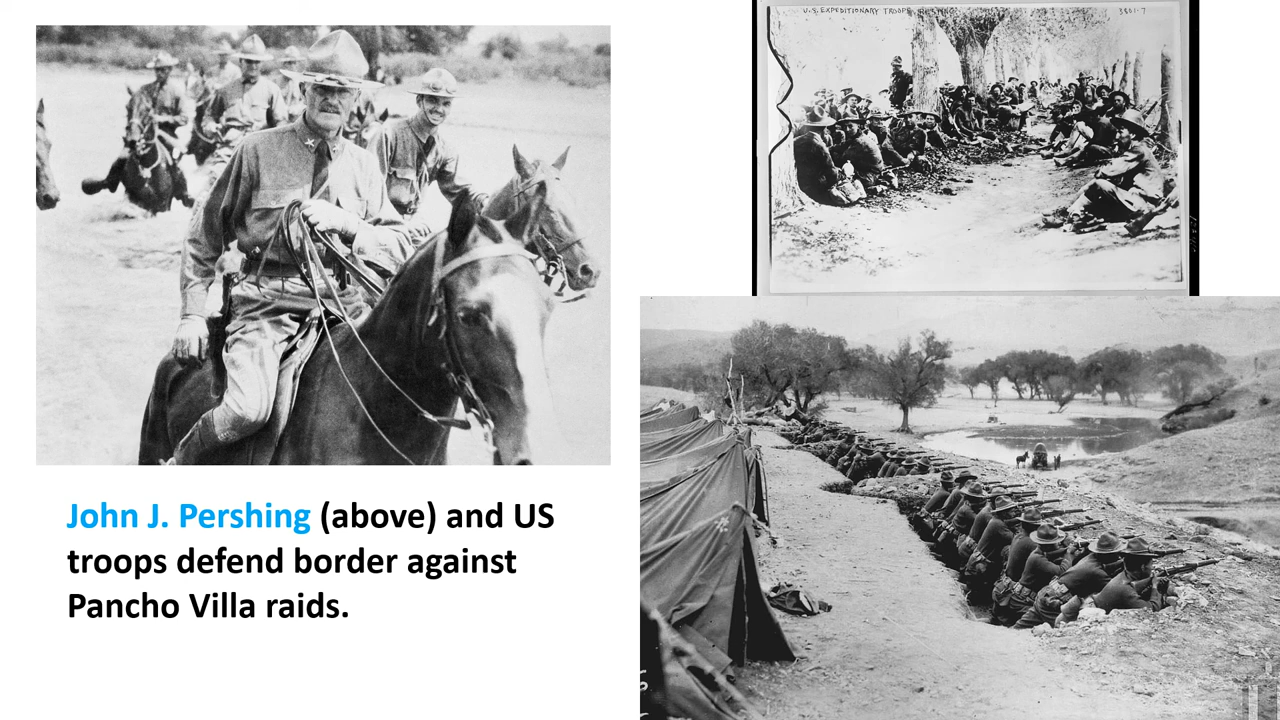 U.S. EXPEDITIONARY TROOPS
3801-7
John J. Pershing (above) and US
troops defend border against
Pancho Villa raids.